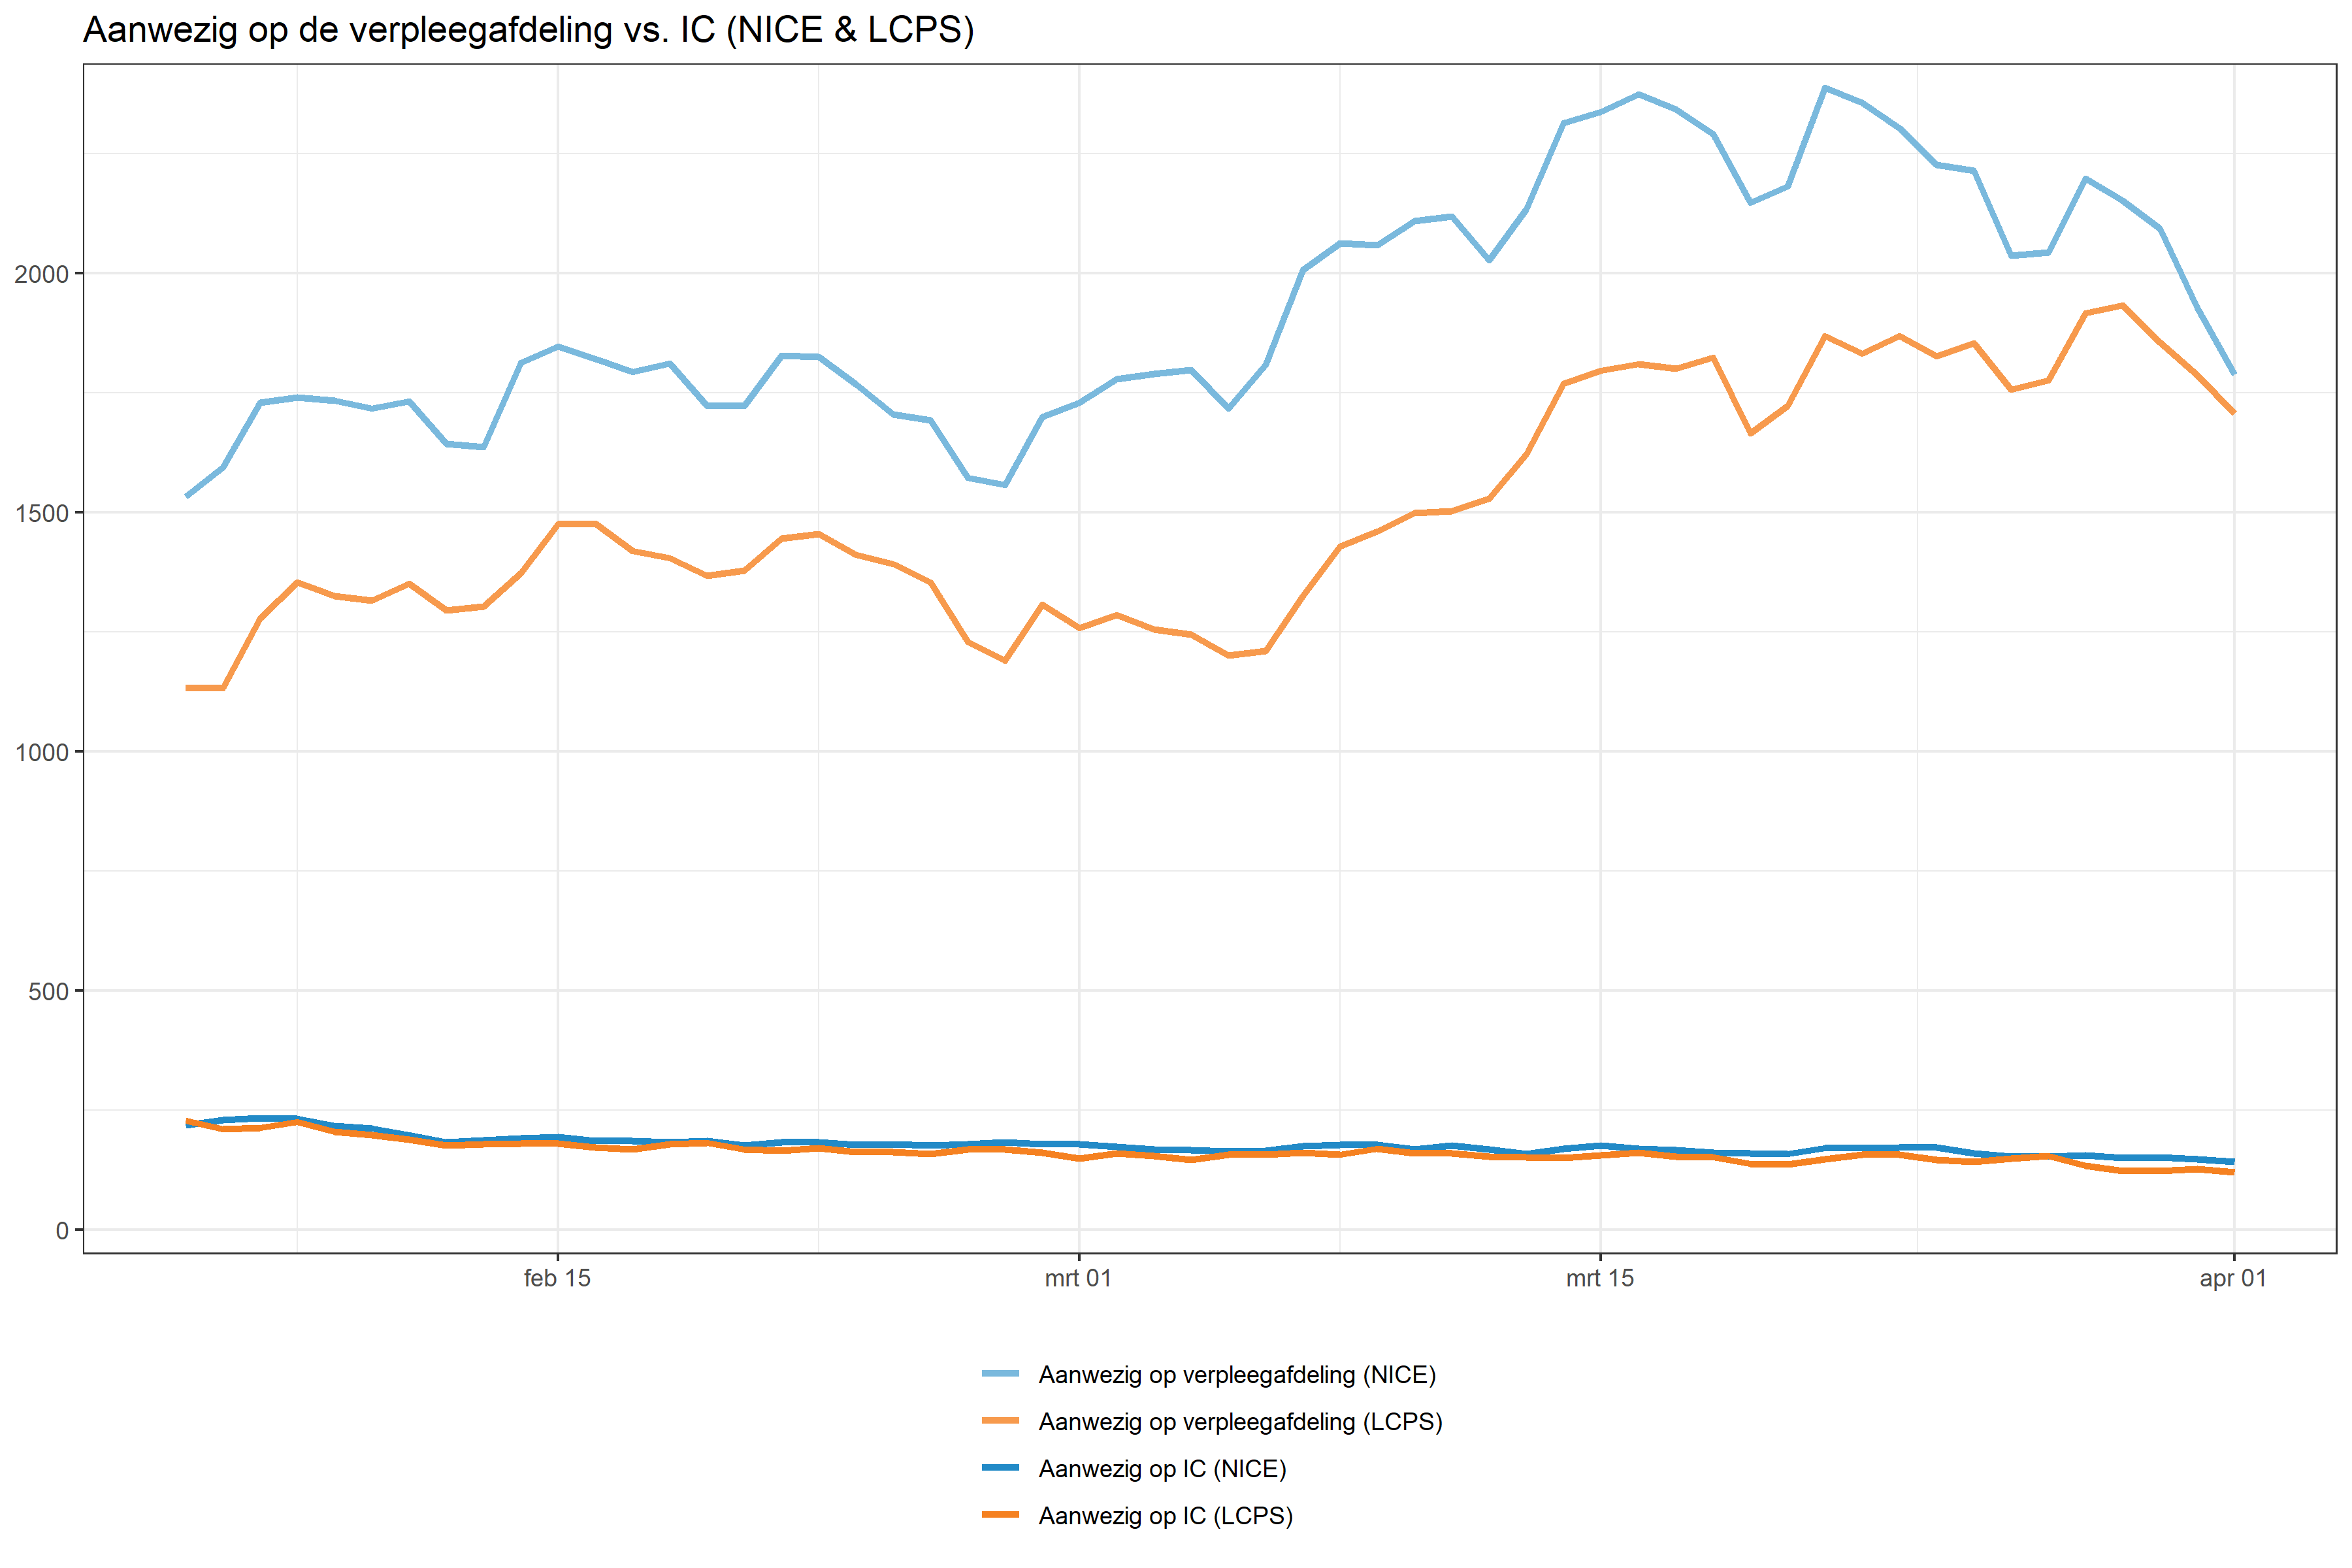 Aanwezig op de verpleegafdeling vs. IC (NICE & LCPS)
2000
1500
1000
500
0
feb 15
mrt 01
mrt 15
apr 01
Aanwezig op verpleegafdeling (NICE)
Aanwezig op verpleegafdeling (LCPS)
Aanwezig op IC (NICE)
Aanwezig op IC (LCPS)